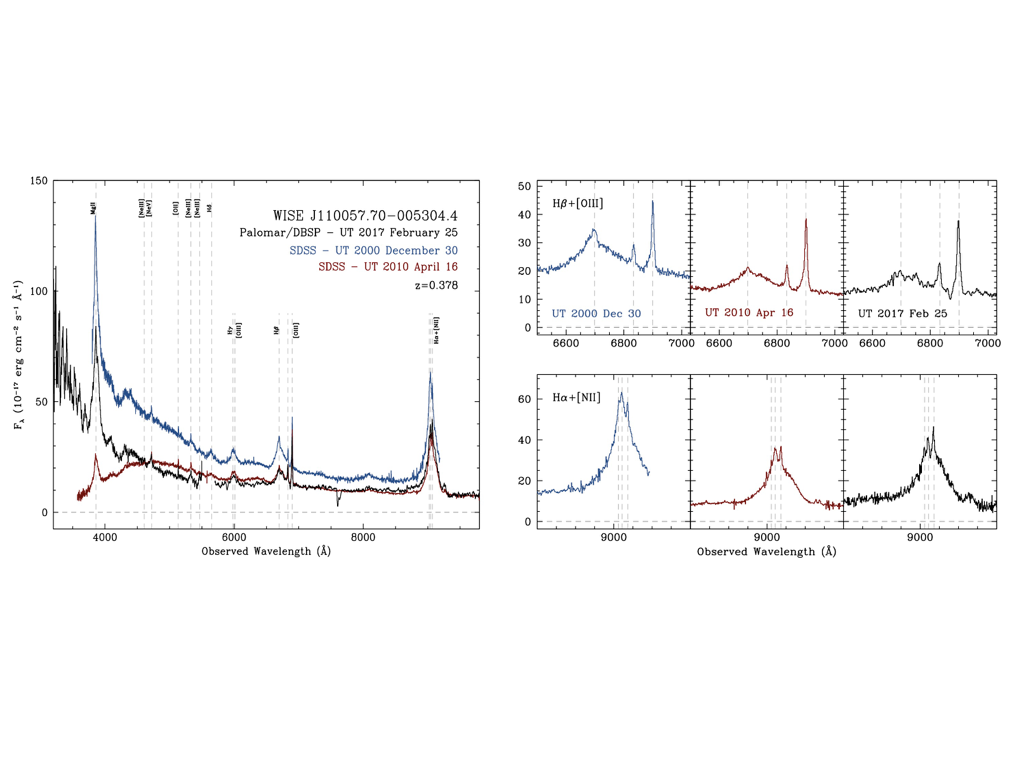 150
100
50
0
4000
6000
8000
Observed Wavelength (Å)
F_λ (10⁻¹⁷ erg cm⁻² s⁻¹ Å⁻¹)
MgII
[NeIII]
[NeV]
[OII]
[NeIII]
[NeIII]
Hδ
Hγ
[OIII]
Hβ
[OIII]
Hα+[NII]
WISE J110057.70-005304.4
Palomar/DBSP - UT 2017 February 25
SDSS - UT 2000 December 30
SDSS - UT 2010 April 16
z=0.378
50
40
30
20
10
0
Hβ+[OIII]
UT 2000 Dec 30
UT 2010 Apr 16
UT 2017 Feb 25
6600
6800
7000
6600
6800
7000
6600
6800
7000
60
40
20
0
Hα+[NII]
9000
9000
9000
Observed Wavelength (Å)